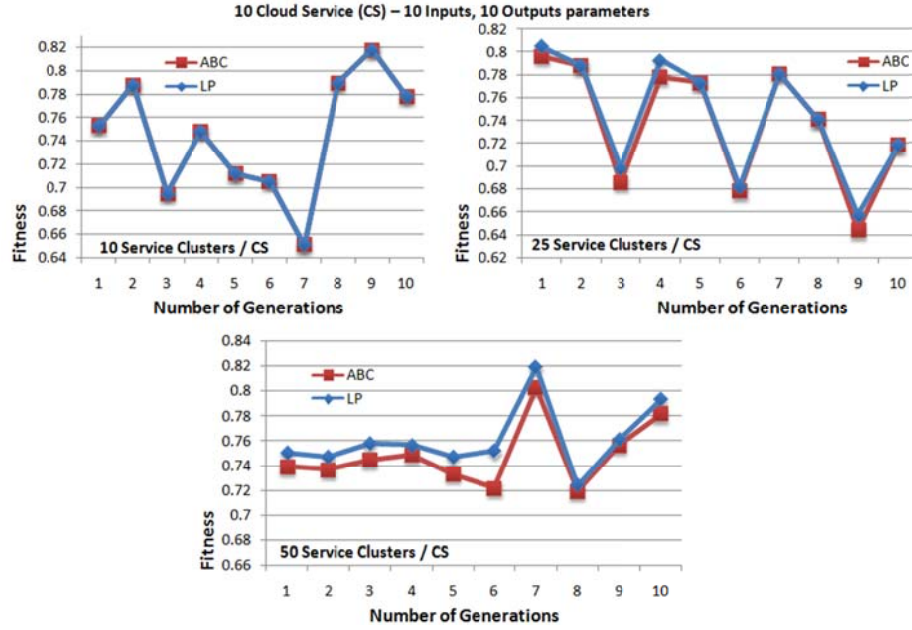 10 Cloud Service (CS) – 10 Inputs, 10 Outputs parameters
0.82
0.8
0.78
0.76
0.74
0.72
0.7
0.68
0.66
0.64
Fitness
ABC
LP
10 Service Clusters / CS
1 2 3 4 5 6 7 8 9 10
Number of Generations
0.82
0.8
0.78
0.76
0.74
0.72
0.7
0.68
0.66
0.64
0.62
Fitness
ABC
LP
25 Service Clusters / CS
1 2 3 4 5 6 7 8 9 10
Number of Generations
0.84
0.82
0.8
0.78
0.76
0.74
0.72
0.7
0.68
0.66
Fitness
ABC
LP
50 Service Clusters / CS
1 2 3 4 5 6 7 8 9 10
Number of Generations